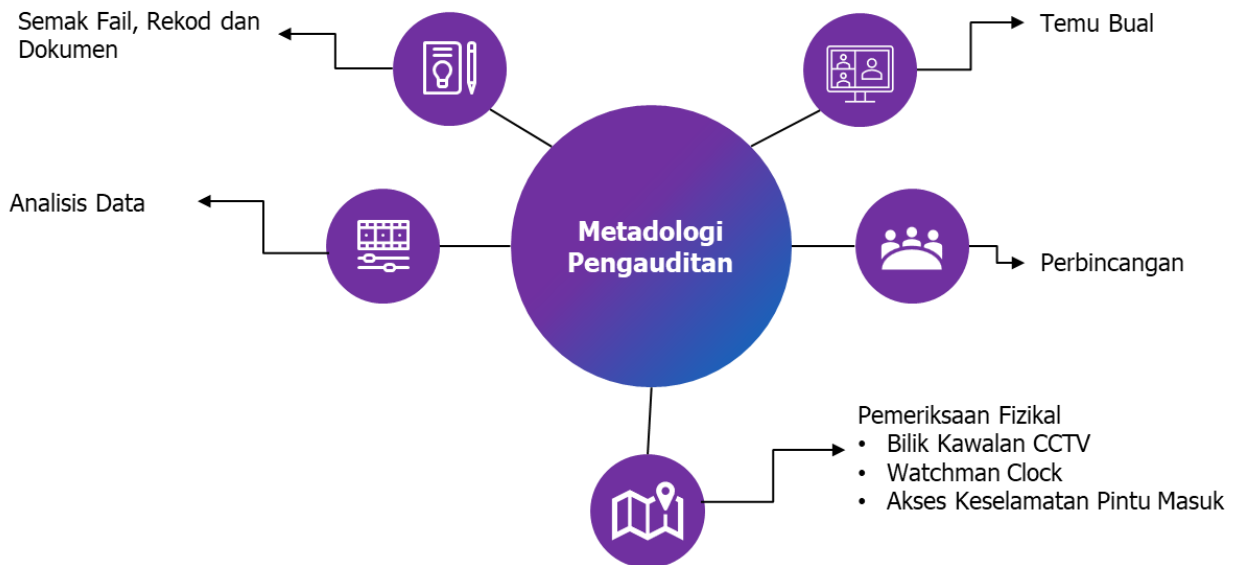 Semak Fail, Rekod dan
Dokumen
Temu Bual
Analisis Data
Metadologi
Pengauditan
Perbincangan
Pemeriksaan Fizikal
• Bilik Kawalan CCTV
• Watchman Clock
• Akses Keselamatan Pintu Masuk